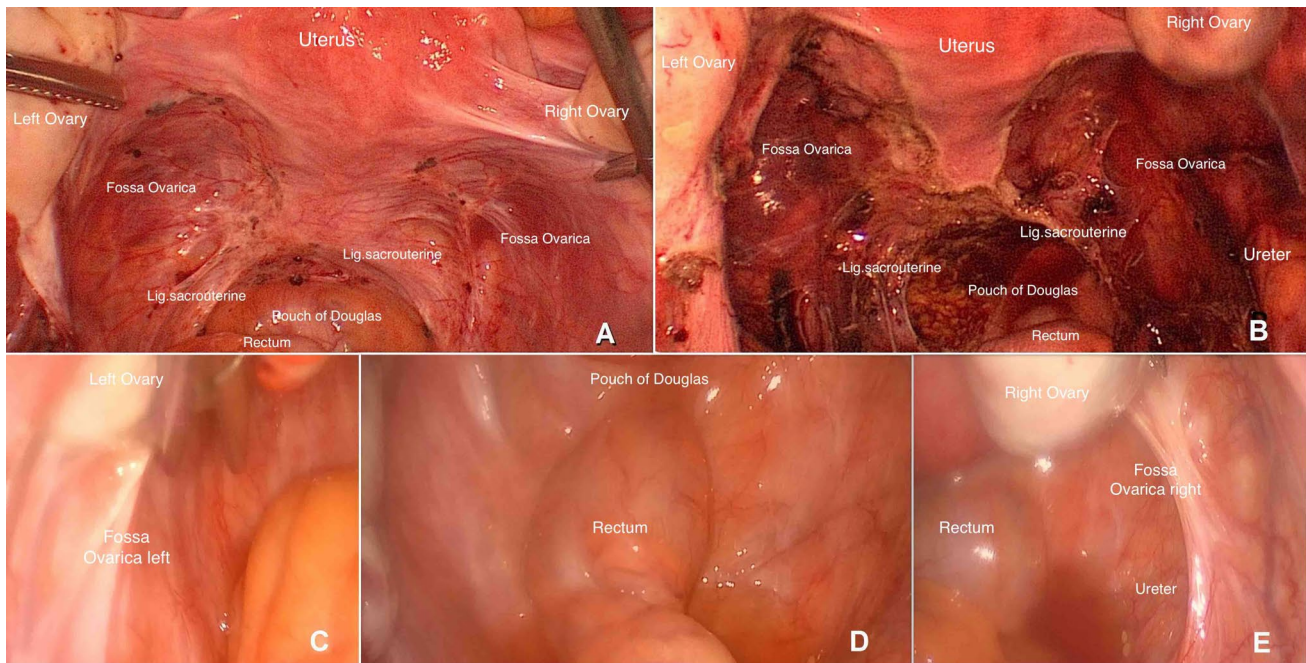 Uterus
Left Ovary
Right Ovary
Fossa Ovarica
Fossa Ovarica
Lig.sacrouterine
Lig.sacrouterine
Pouch of Douglas
Rectum
A
Right Ovary
Uterus
Left Ovary
Fossa Ovarica
Fossa Ovarica
Lig.sacrouterine
Ureter
Lig.sacrouterine
Pouch of Douglas
Rectum
B
Left Ovary
Fossa
Ovarica left
C
Pouch of Douglas
Rectum
D
Right Ovary
Fossa
Ovarica right
Rectum
Ureter
E